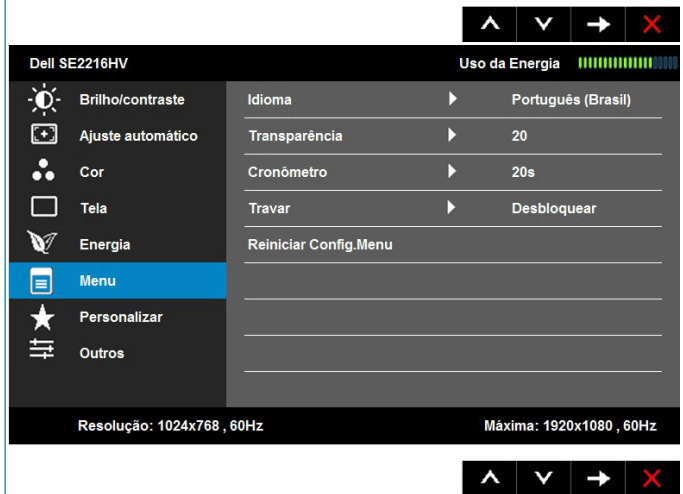 Dell SE2216HV Uso da Energia
Brilho/contraste Idioma Português (Brasil)
Ajuste automático Transparência 20
Cor Cronômetro 20s
Tela Travar Desbloquear
Energia Reiniciar Config.Menu
Menu
Personalizar
Outros
Resolução: 1024x768 , 60Hz Máxima: 1920x1080 , 60Hz